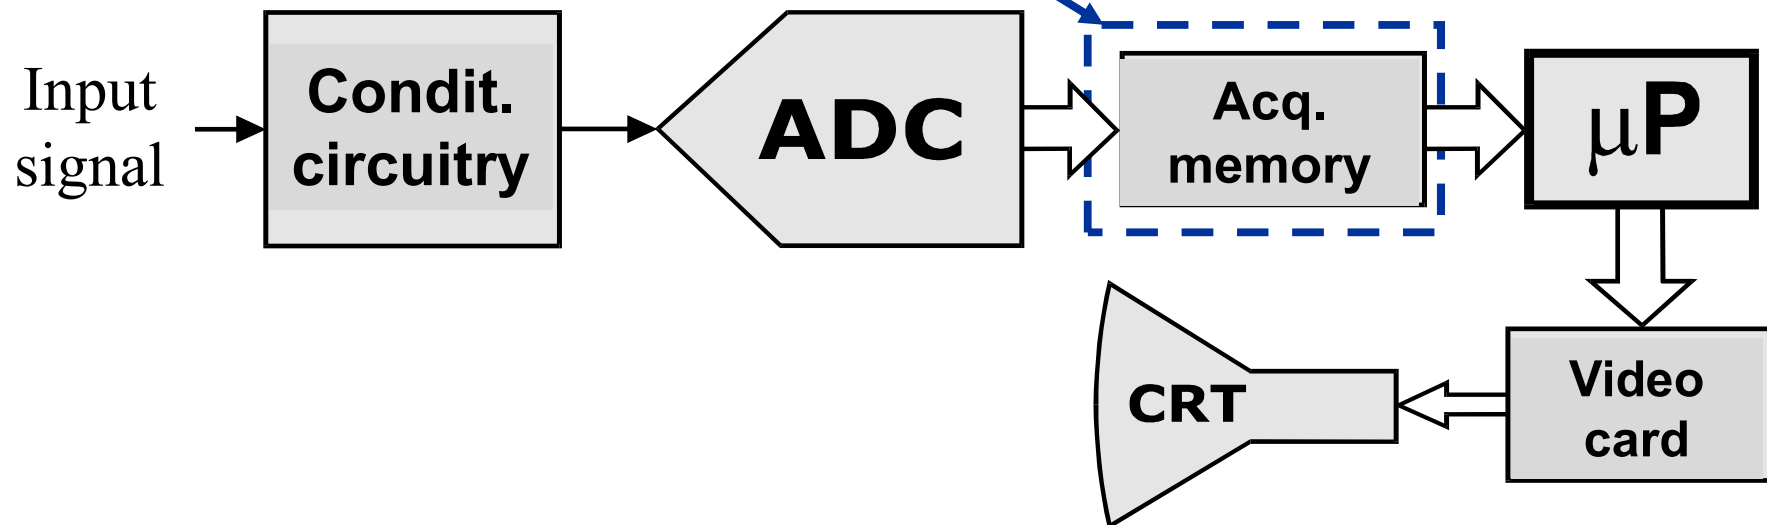 Input
signal
Condit.
circuitry
ADC
Acq.
memory
μP
CRT
Video
card